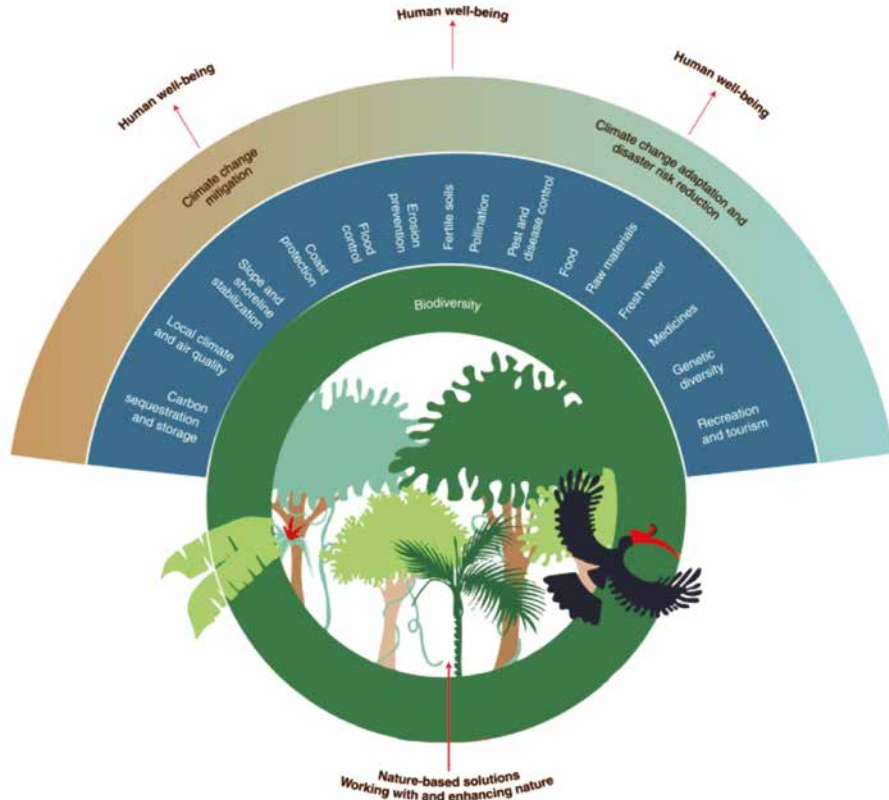 Human well-being
Human well-being
Human well-being
Climate change
mitigation
Climate change adaptation and
disaster risk reduction
Carbon
sequestration
and storage
Local climate
and air quality
Slope and
shoreline
stabilization
Coast
protection
Flood
control
Erosion
prevention
Fertile soils
Pollination
Pest and
disease control
Food
Raw materials
Fresh water
Medicines
Genetic
diversity
Recreation
and tourism
Biodiversity
Nature-based solutions
Working with and enhancing nature